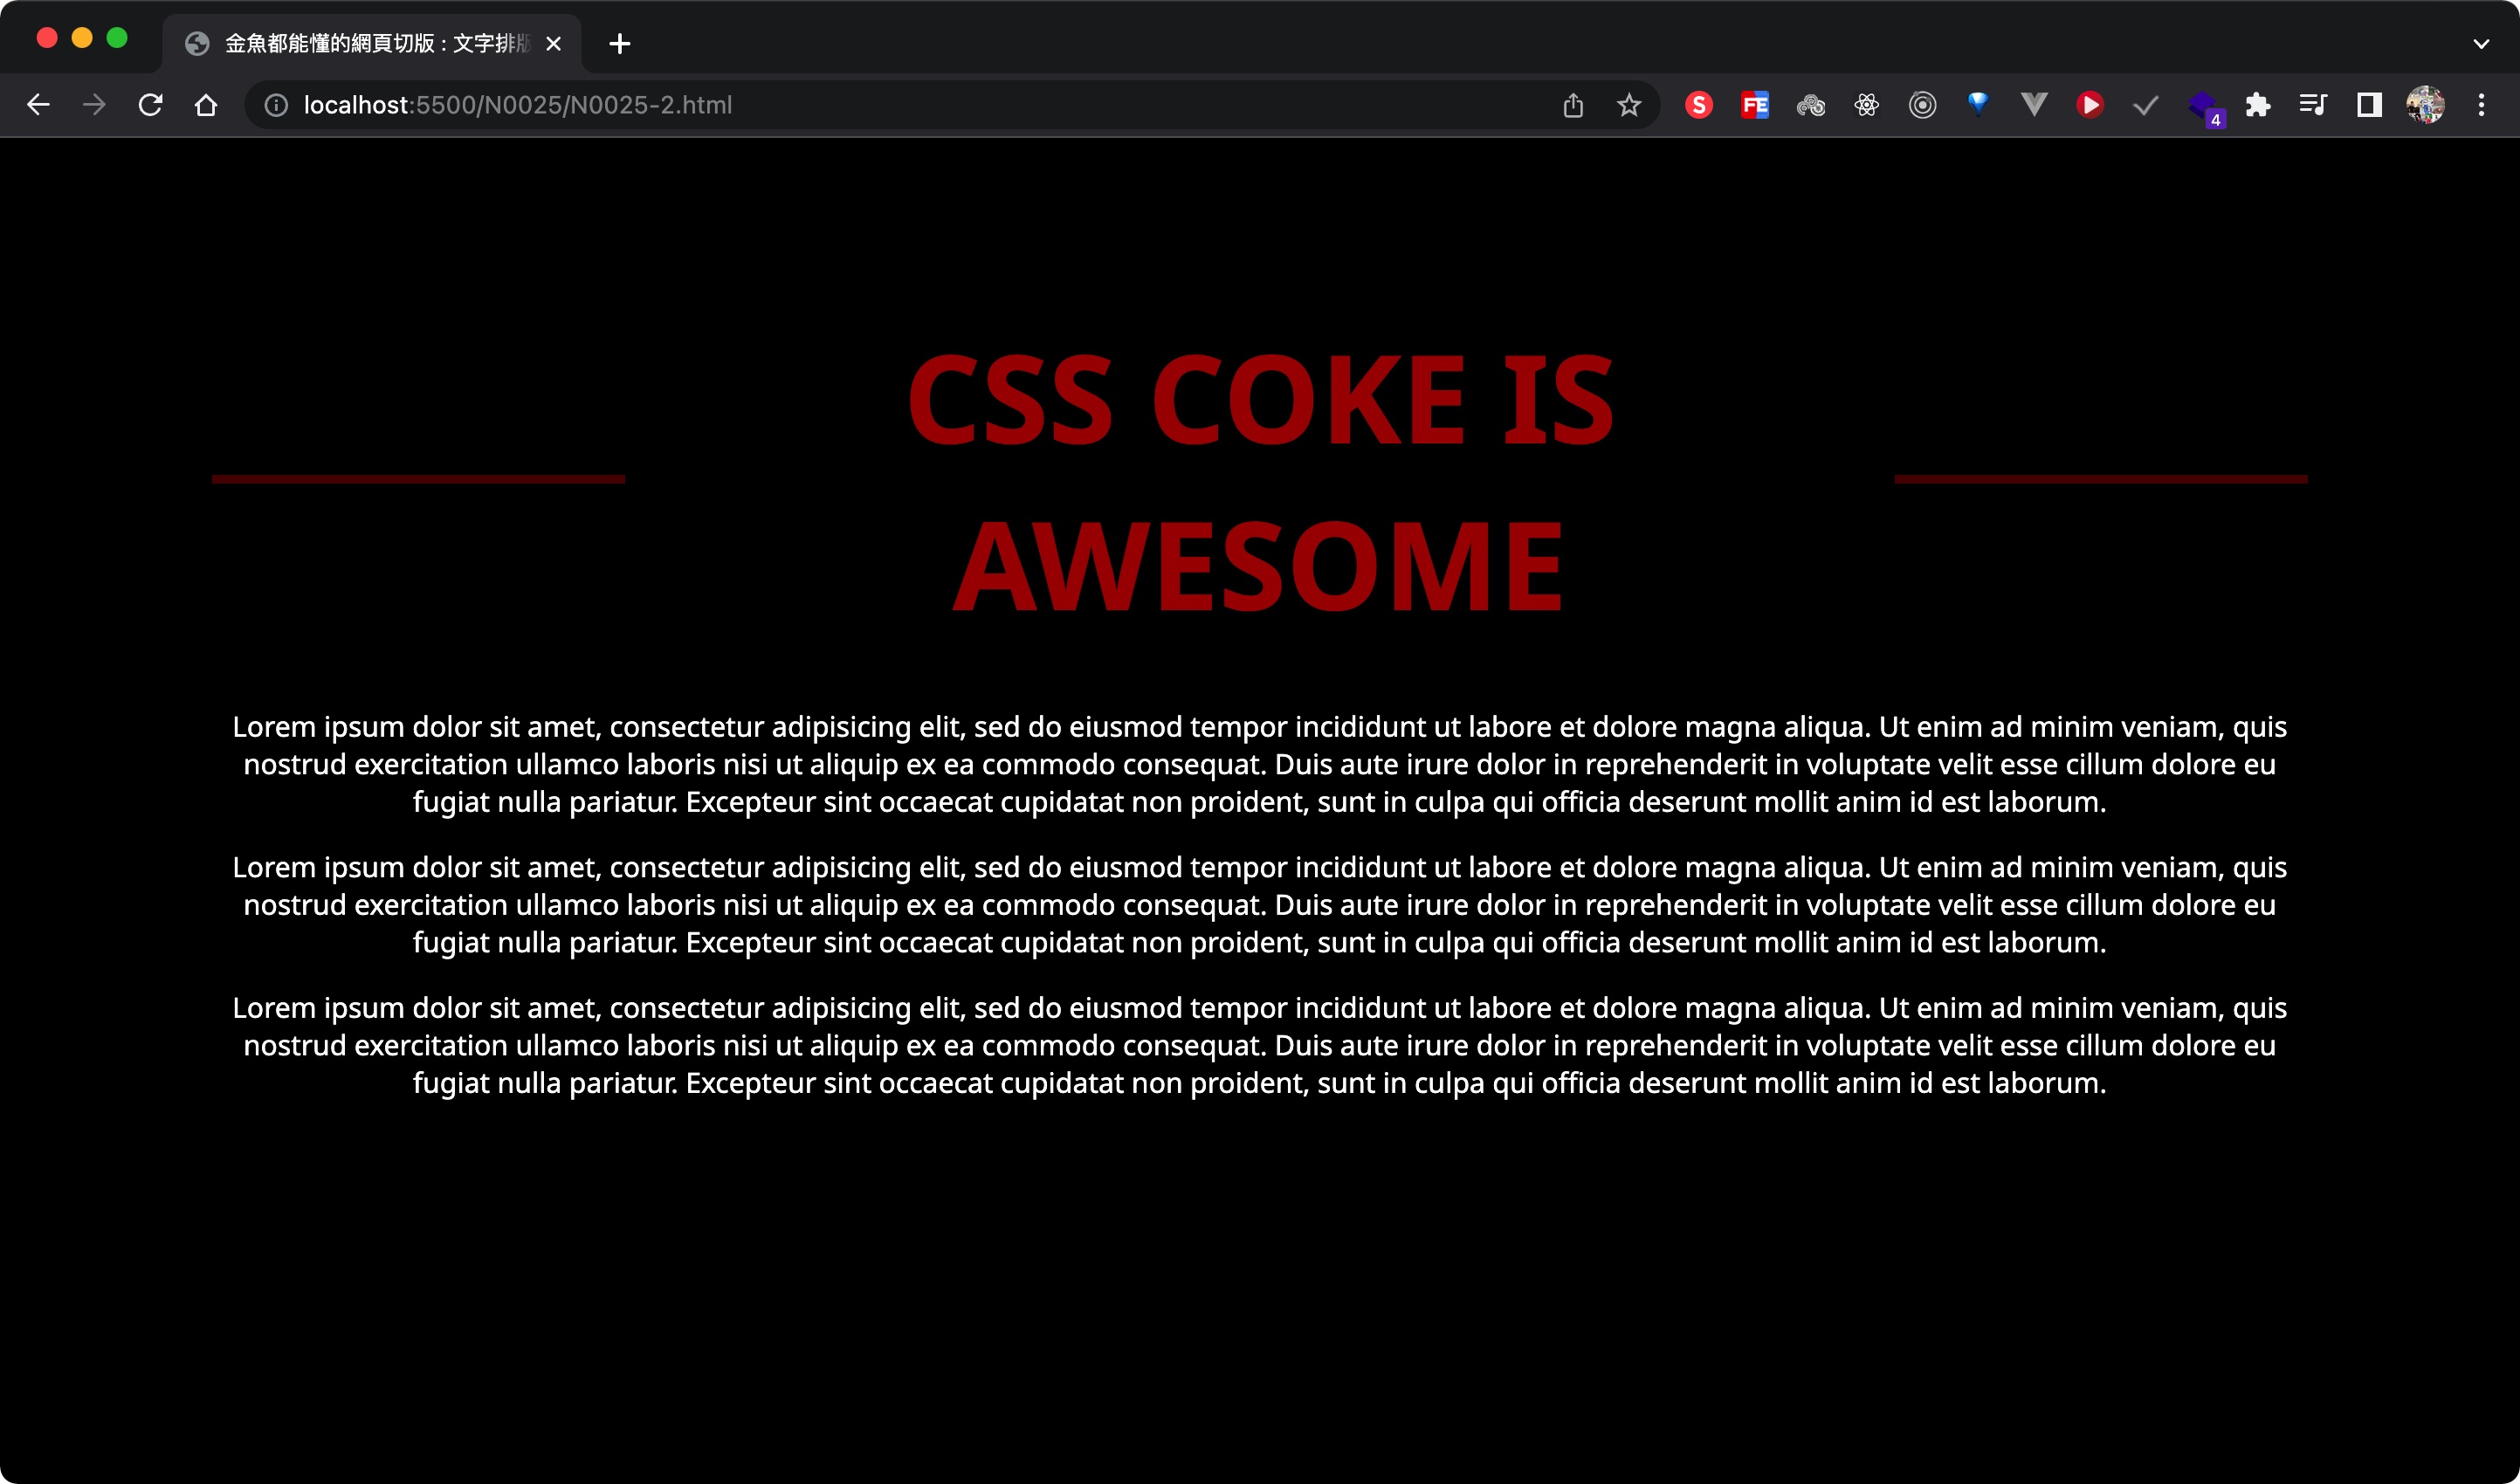 金魚都能懂的網頁切版 : 文字排版
localhost:5500/N0025/N0025-2.html
S
FE
4
CSS COKE IS
AWESOME
Lorem ipsum dolor sit amet, consectetur adipisicing elit, sed do eiusmod tempor incididunt ut labore et dolore magna aliqua. Ut enim ad minim veniam, quis
nostrud exercitation ullamco laboris nisi ut aliquip ex ea commodo consequat. Duis aute irure dolor in reprehenderit in voluptate velit esse cillum dolore eu
fugiat nulla pariatur. Excepteur sint occaecat cupidatat non proident, sunt in culpa qui officia deserunt mollit anim id est laborum.
Lorem ipsum dolor sit amet, consectetur adipisicing elit, sed do eiusmod tempor incididunt ut labore et dolore magna aliqua. Ut enim ad minim veniam, quis
nostrud exercitation ullamco laboris nisi ut aliquip ex ea commodo consequat. Duis aute irure dolor in reprehenderit in voluptate velit esse cillum dolore eu
fugiat nulla pariatur. Excepteur sint occaecat cupidatat non proident, sunt in culpa qui officia deserunt mollit anim id est laborum.
Lorem ipsum dolor sit amet, consectetur adipisicing elit, sed do eiusmod tempor incididunt ut labore et dolore magna aliqua. Ut enim ad minim veniam, quis
nostrud exercitation ullamco laboris nisi ut aliquip ex ea commodo consequat. Duis aute irure dolor in reprehenderit in voluptate velit esse cillum dolore eu
fugiat nulla pariatur. Excepteur sint occaecat cupidatat non proident, sunt in culpa qui officia deserunt mollit anim id est laborum.